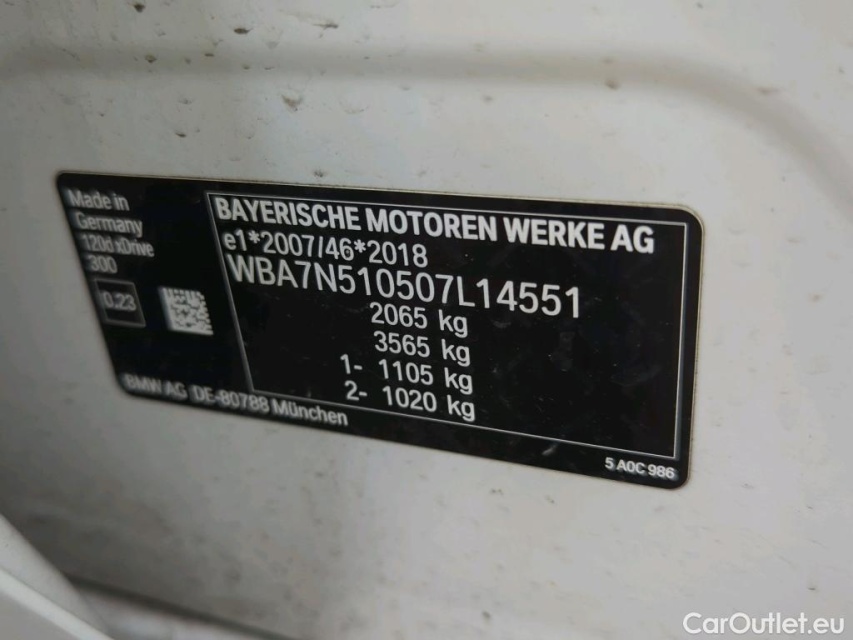 Made in
Germany
120d xDrive
300
0.23
BAYERISCHE MOTOREN WERKE AG
e1*2007/46*2018
WBA7N510507L14551
2065 kg
3565 kg
1- 1105 kg
2- 1020 kg
BMW AG DE-80788 München
5 A0C 986
CarOutlet.eu